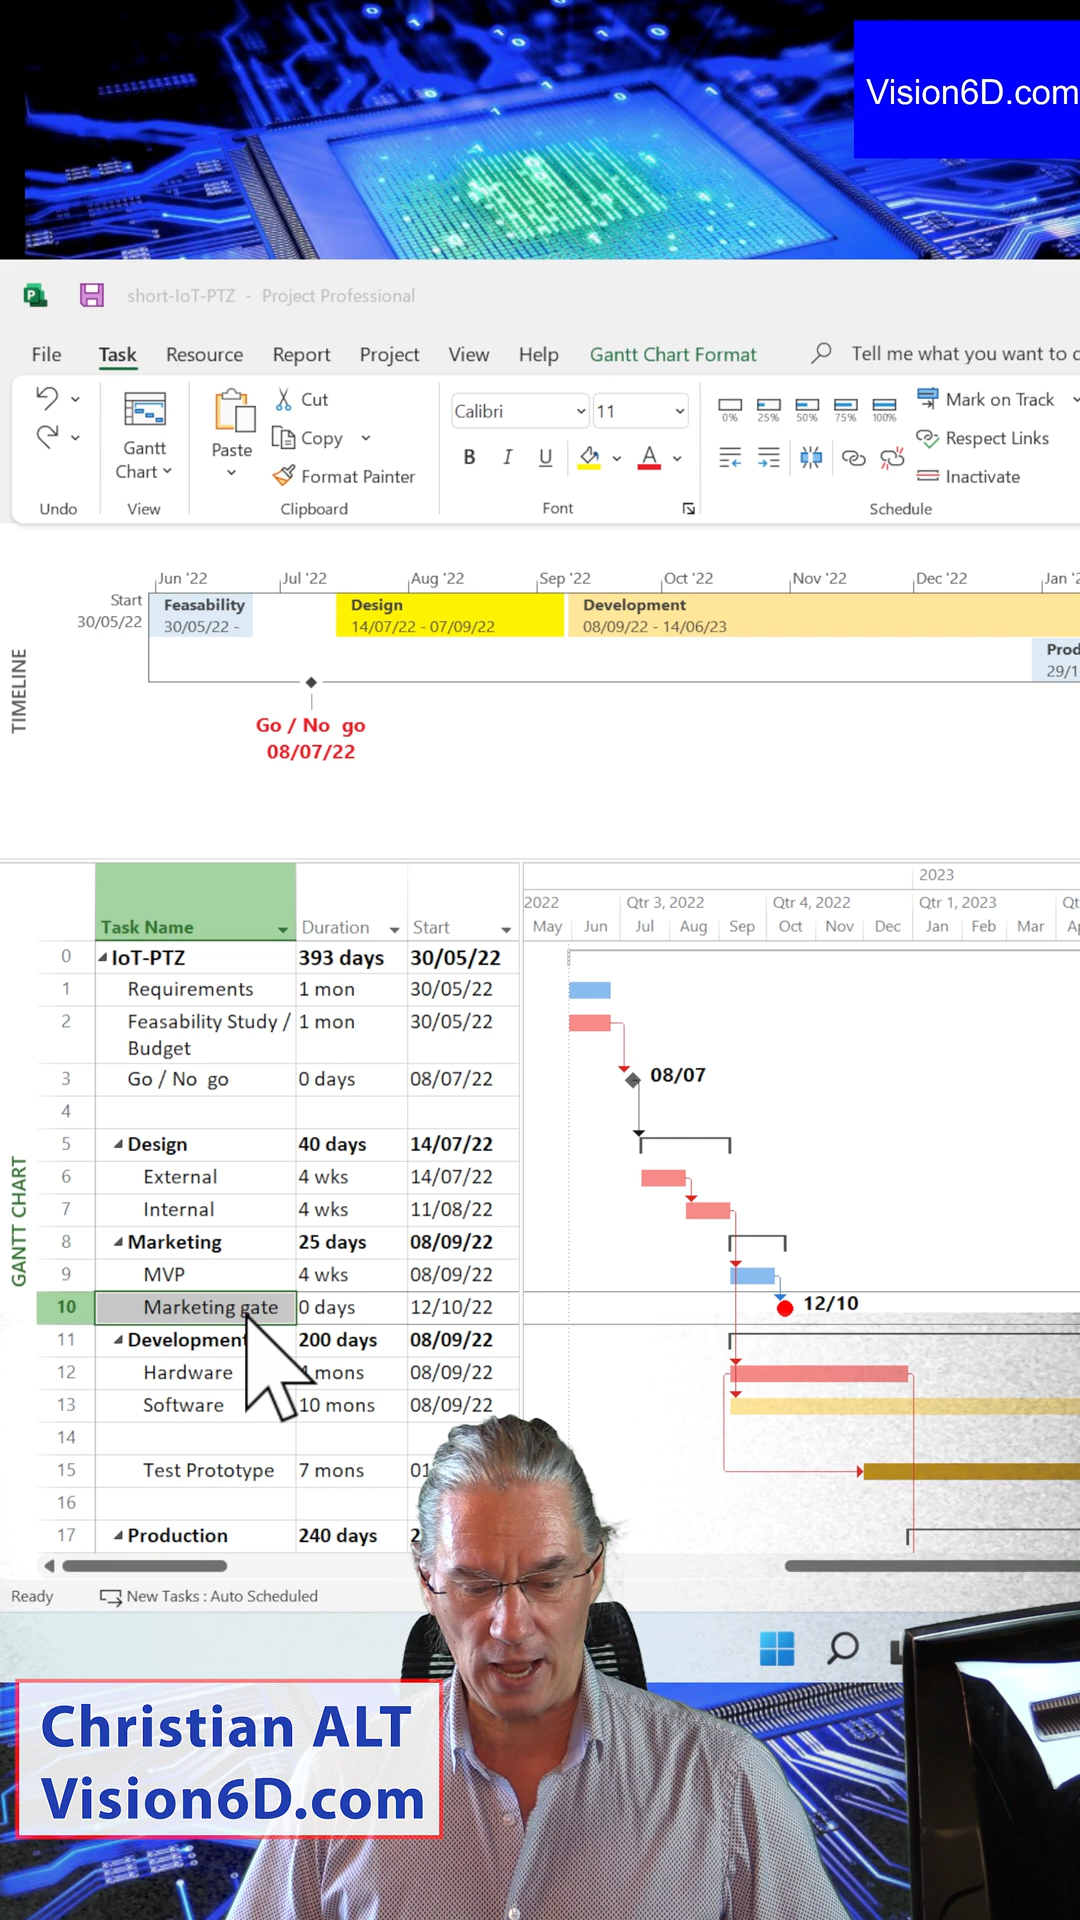 Vision6D.com
short-IoT-PTZ - Project Professional
File Task Resource Report Project View Help Gantt Chart Format Tell me what you want to
Gantt Chart
Paste
Cut
Copy
Format Painter
Calibri 11
B I U A
0% 25% 50% 75% 100%
Mark on Track
Respect Links
Inactivate
Undo View Clipboard Font Schedule
Jun '22 Jul '22 Aug '22 Sep '22 Oct '22 Nov '22 Dec '22 Jan
Start
30/05/22
Feasability
30/05/22 -
Design
14/07/22 - 07/09/22
Development
08/09/22 - 14/06/23
TIMELINE
Go / No go
08/07/22
2023
2022 Qtr 3, 2022 Qtr 4, 2022 Qtr 1, 2023
Task Name Duration Start May Jun Jul Aug Sep Oct Nov Dec Jan Feb Mar
0 IoT-PTZ 393 days 30/05/22
1 Requirements 1 mon 30/05/22
2 Feasability Study / Budget 1 mon 30/05/22
3 Go / No go 0 days 08/07/22 08/07
4
5 Design 40 days 14/07/22
6 External 4 wks 14/07/22
7 Internal 4 wks 11/08/22
8 Marketing 25 days 08/09/22
9 MVP 4 wks 08/09/22
10 Marketing gate 0 days 12/10/22 12/10
11 Development 200 days 08/09/22
12 Hardware mons 08/09/22
13 Software 10 mons 08/09/22
14
15 Test Prototype 7 mons 01
16
17 Production 240 days 2
GANTT CHART
Ready New Tasks : Auto Scheduled
Christian ALT
Vision6D.com